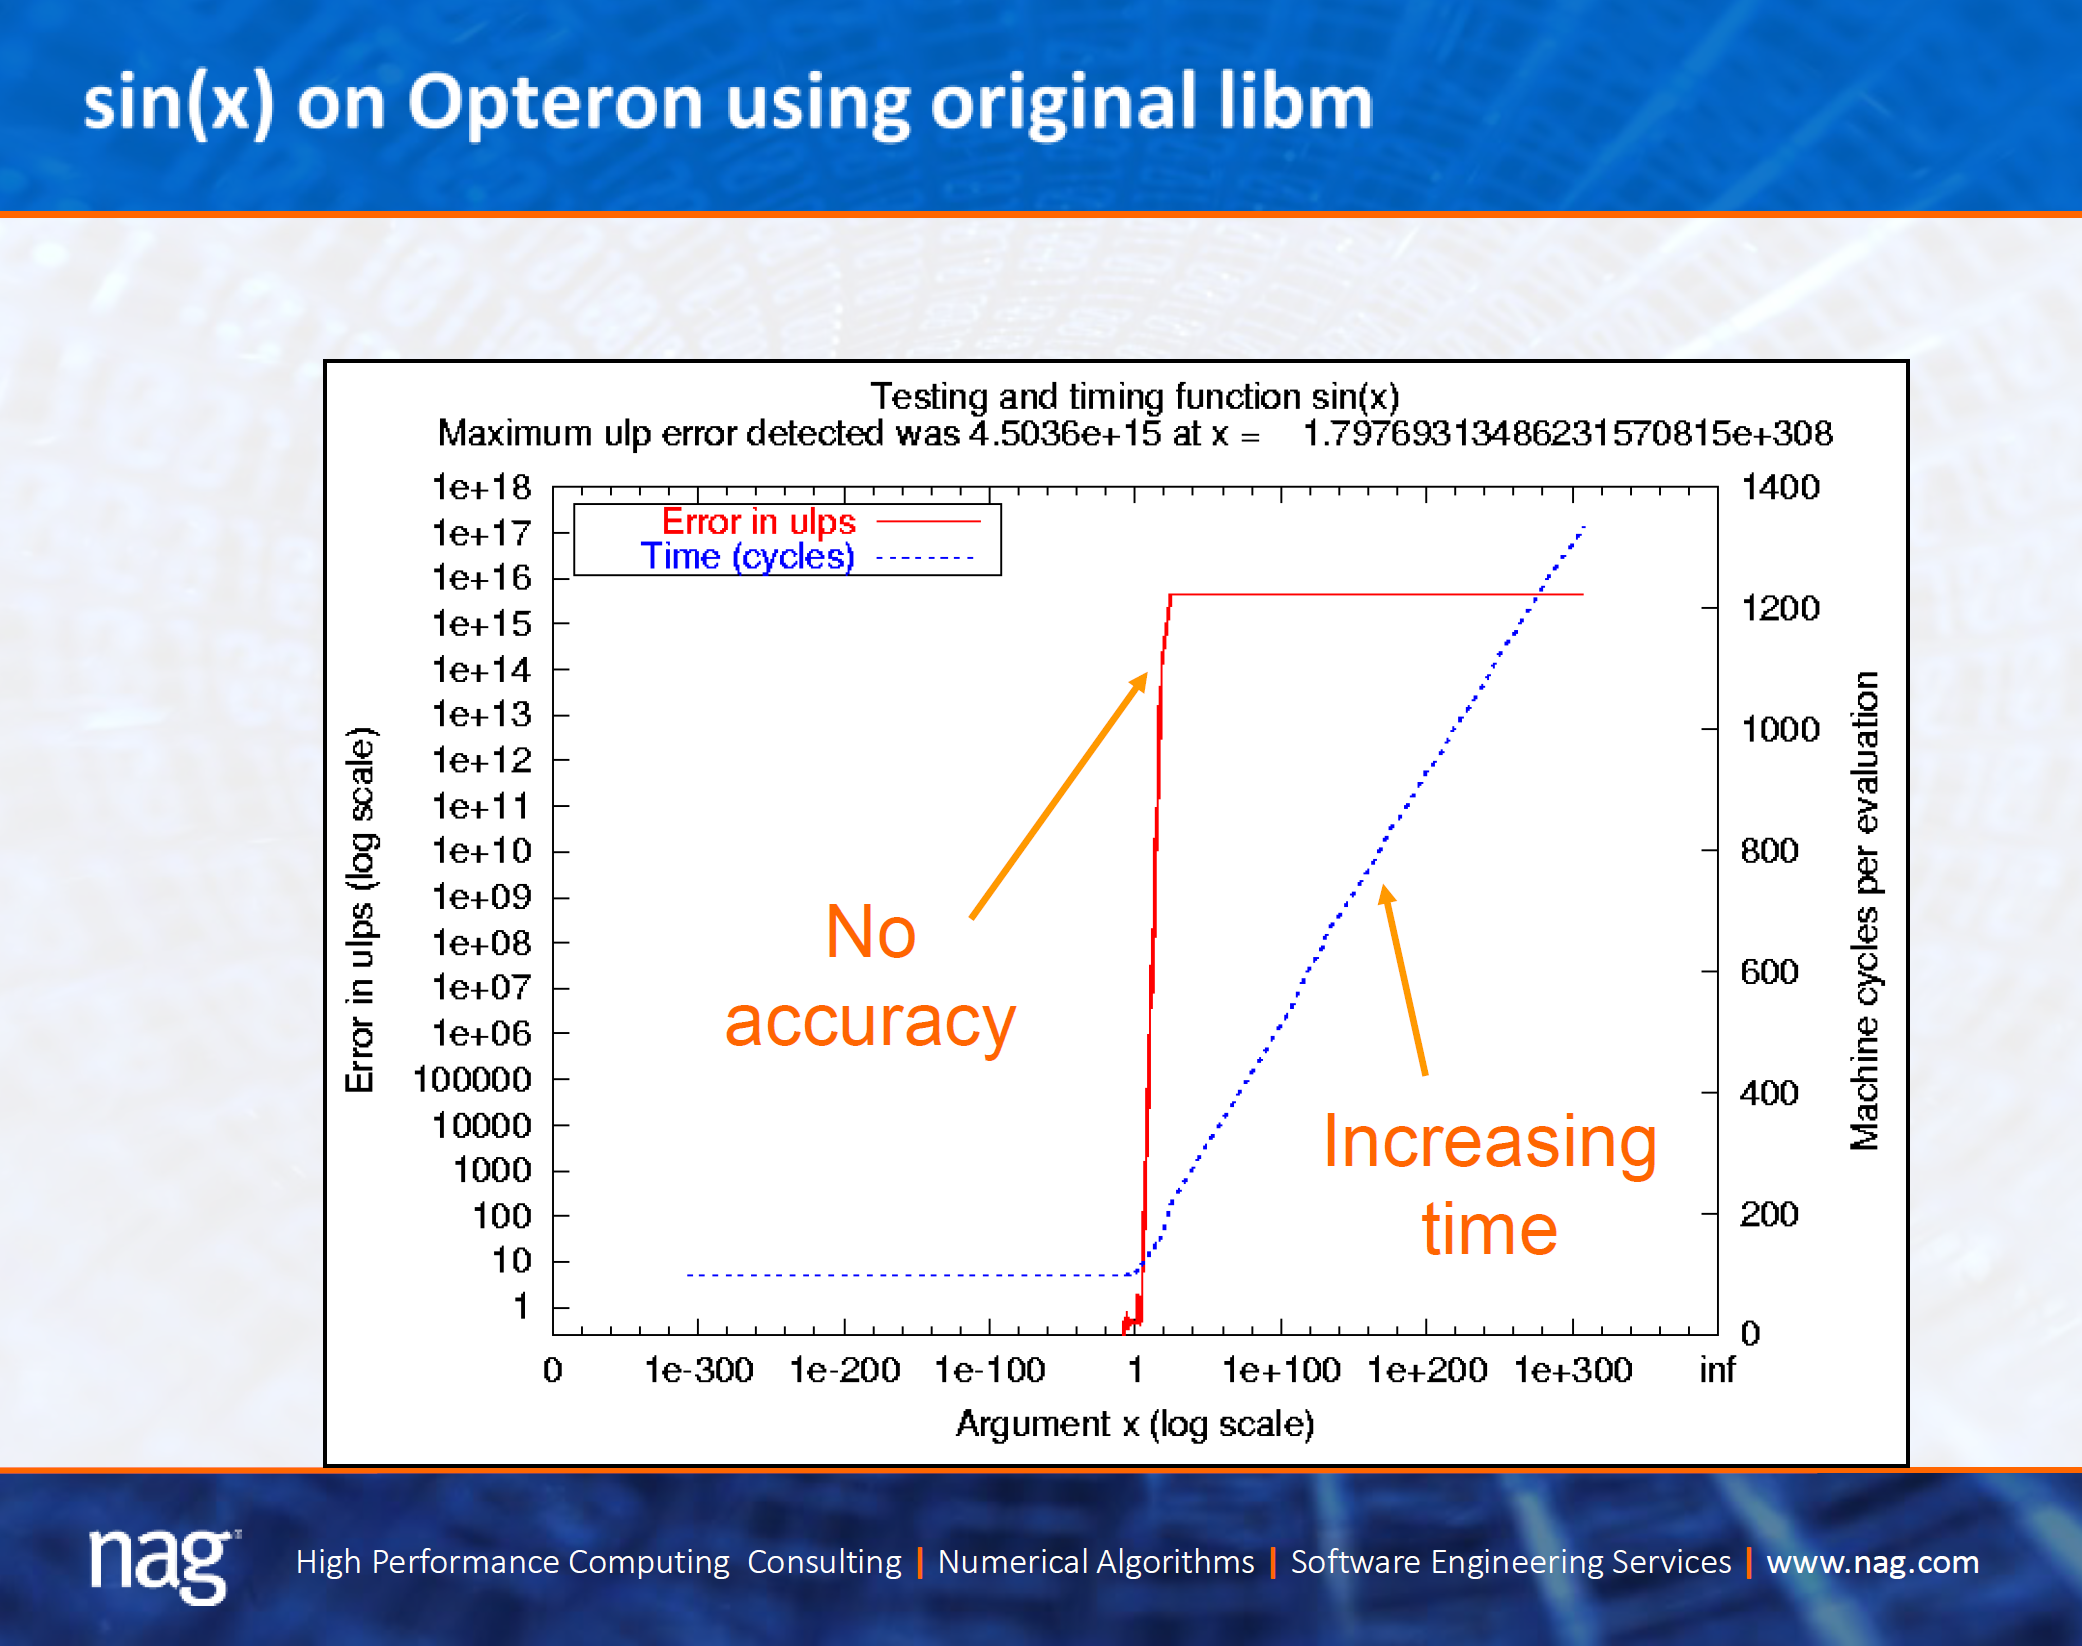 sin(x) on Opteron using original libm
Testing and timing function sin(x)
Maximum ulp error detected was 4.5036e+15 at x = 1.79769313486231570815e+308
1e+18
1e+17
1e+16
1e+15
1e+14
1e+13
1e+12
1e+11
1e+10
1e+09
1e+08
1e+07
1e+06
100000
10000
1000
100
10
1
Error in ulps (log scale)
Error in ulps
Time (cycles)
No
accuracy
Increasing
time
1400
1200
1000
800
600
400
200
0
Machine cycles per evaluation
0 1e-300 1e-200 1e-100 1 1e+100 1e+200 1e+300 inf
Argument x (log scale)
nag
High Performance Computing Consulting | Numerical Algorithms | Software Engineering Services | www.nag.com